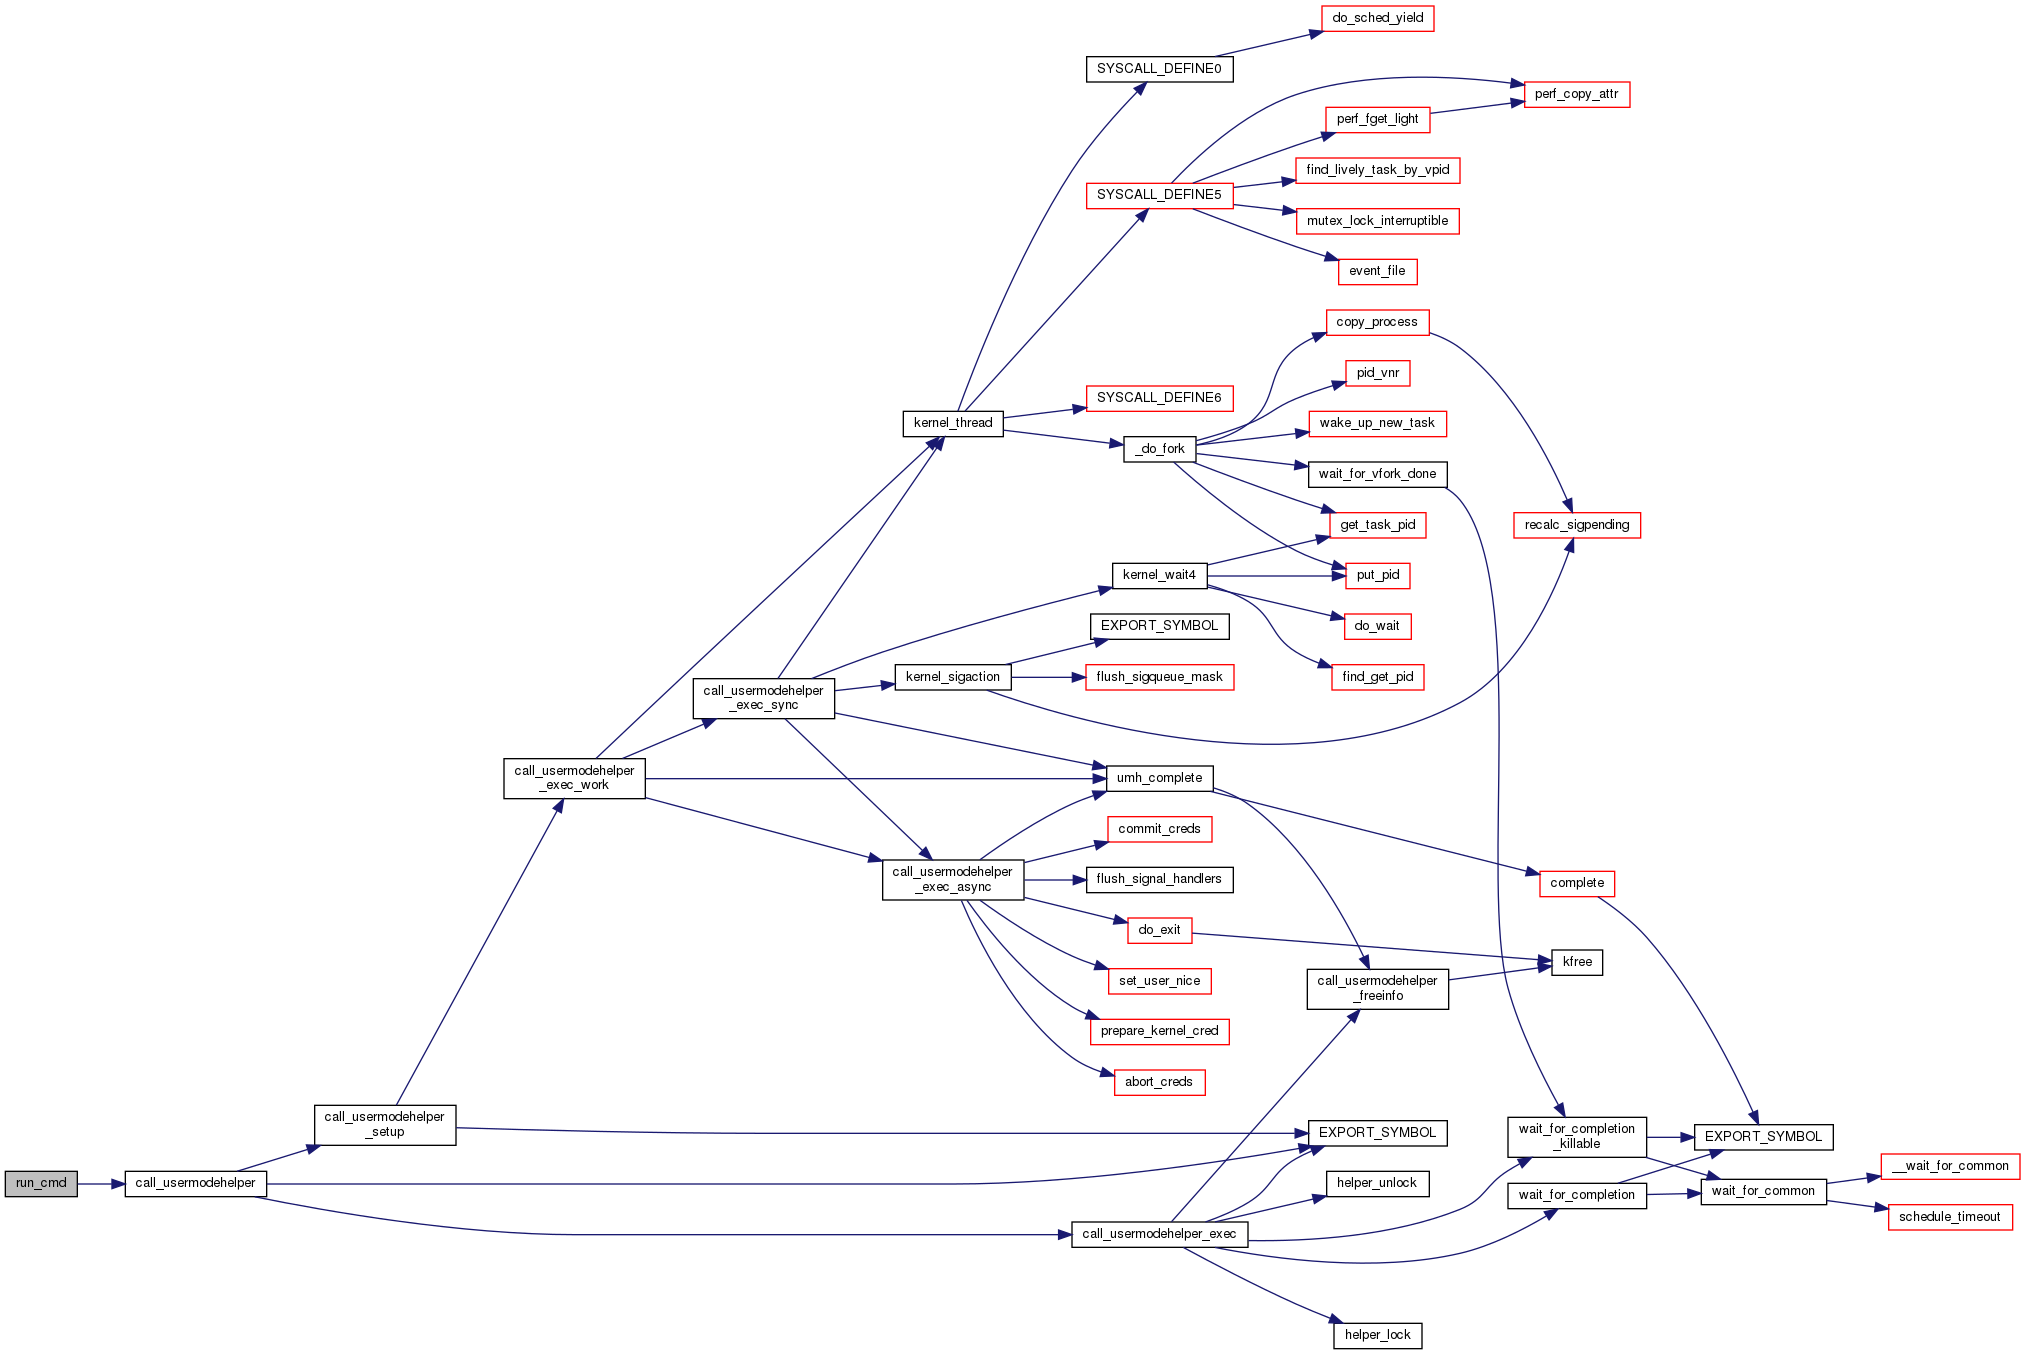 do_sched_yield
SYSCALL_DEFINE0
perf_copy_attr
perf_fget_light
find_lively_task_by_vpid
SYSCALL_DEFINE5
mutex_lock_interruptible
event_file
copy_process
pid_vnr
SYSCALL_DEFINE6
kernel_thread
wake_up_new_task
_do_fork
wait_for_vfork_done
get_task_pid
recalc_sigpending
kernel_wait4
put_pid
EXPORT_SYMBOL
do_wait
kernel_sigaction
flush_sigqueue_mask
find_get_pid
call_usermodehelper
_exec_sync
call_usermodehelper
_exec_work
umh_complete
commit_creds
call_usermodehelper
_exec_async
flush_signal_handlers
complete
do_exit
kfree
set_user_nice
call_usermodehelper
_freeinfo
prepare_kernel_cred
abort_creds
call_usermodehelper
_setup
EXPORT_SYMBOL
wait_for_completion
_killable
EXPORT_SYMBOL
__wait_for_common
run_cmd
call_usermodehelper
helper_unlock
wait_for_completion
wait_for_common
schedule_timeout
call_usermodehelper_exec
helper_lock